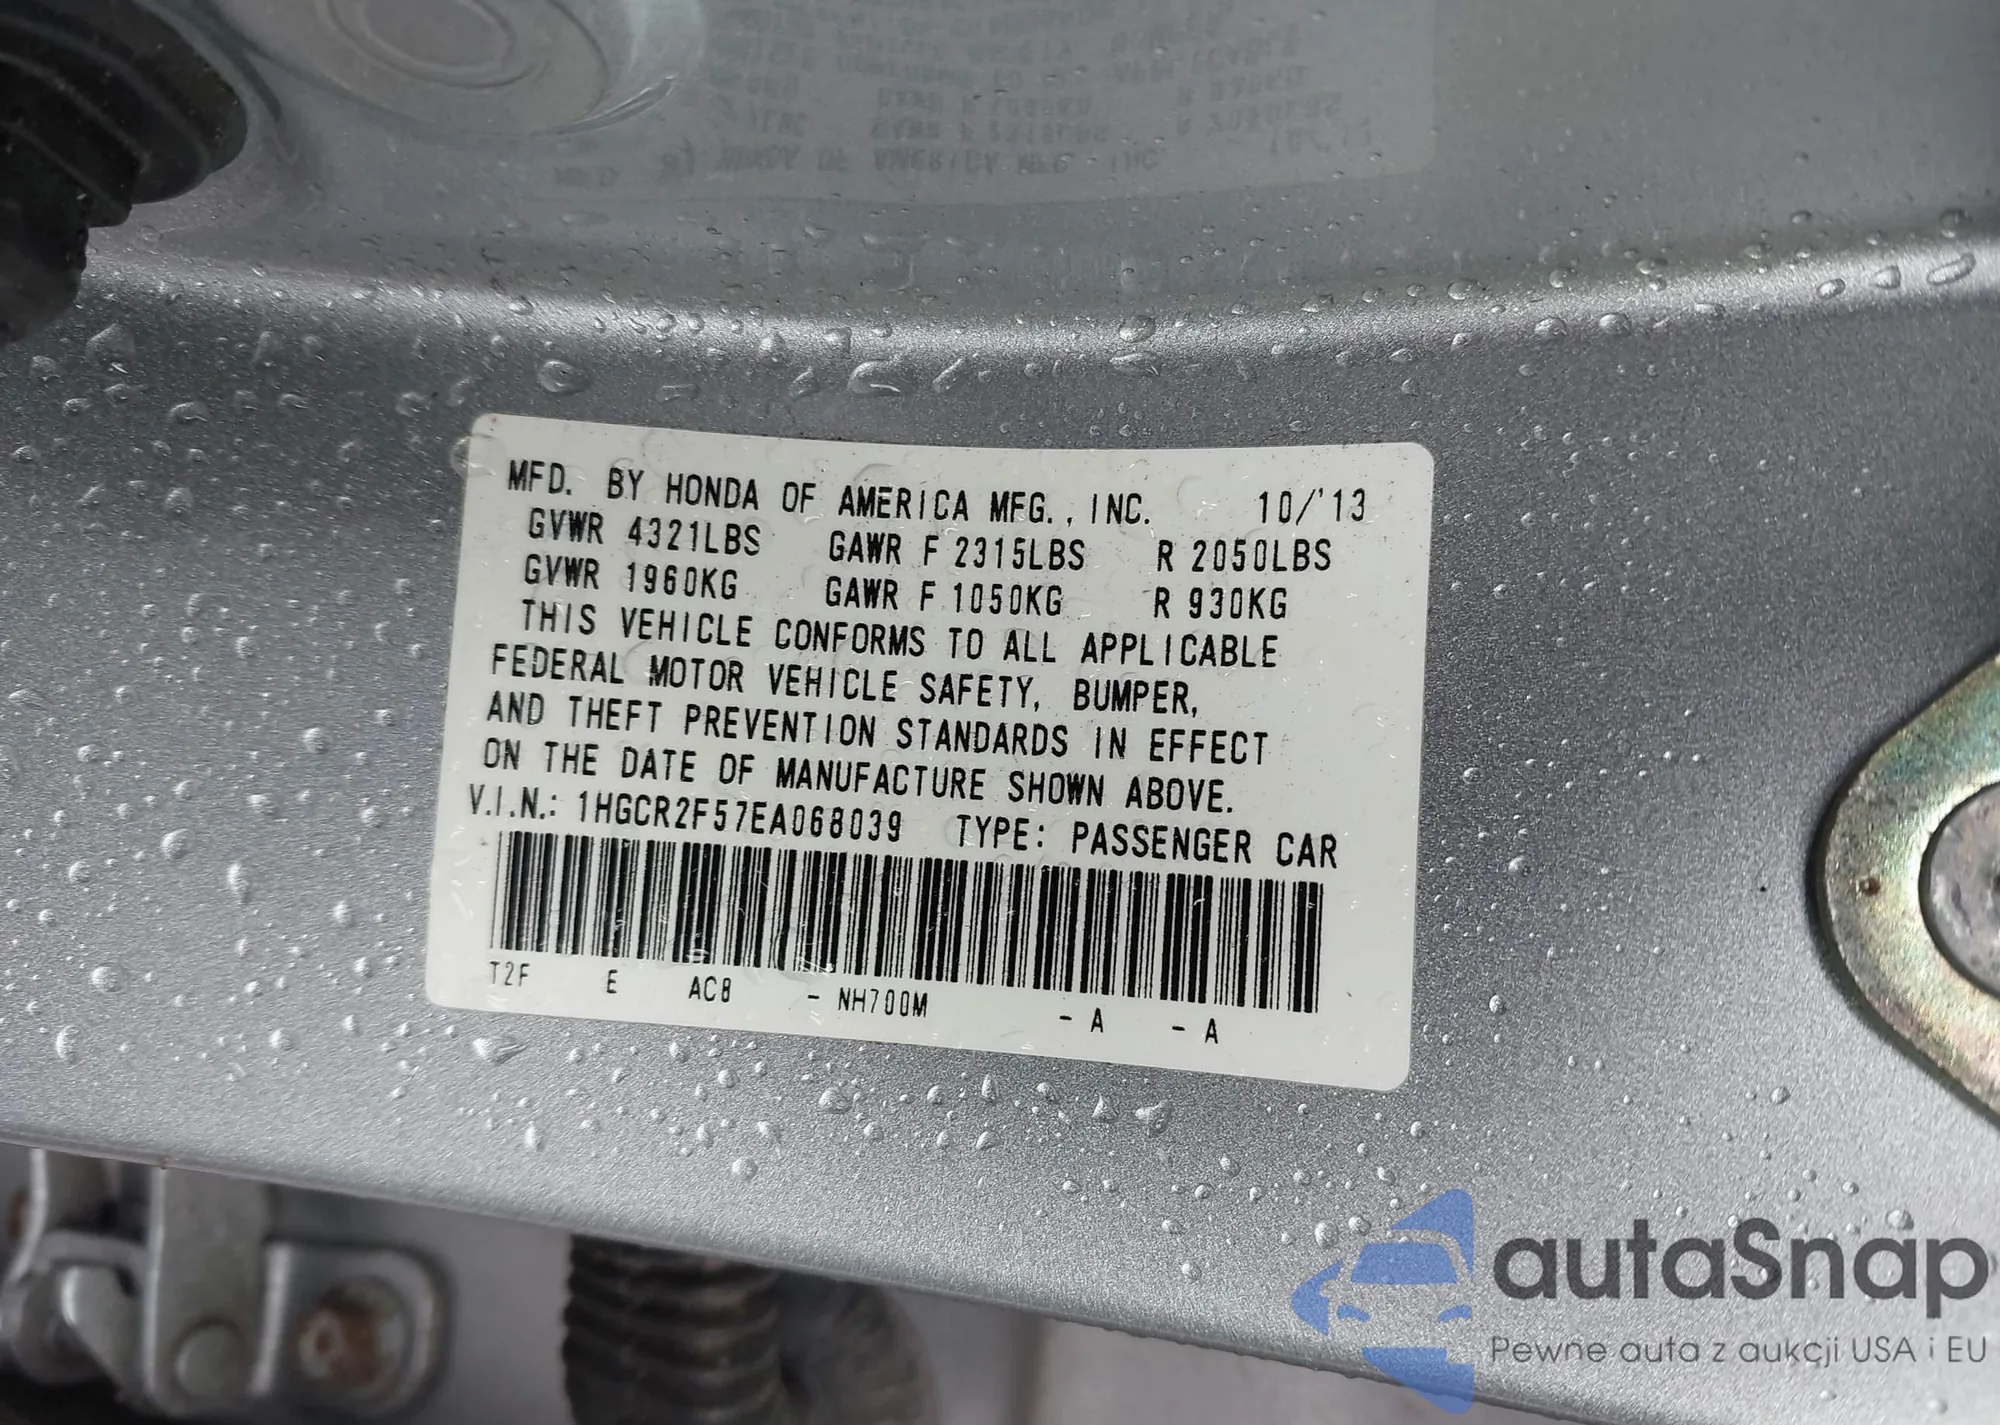 MFD. BY HONDA OF AMERICA MFG., INC. 10/'13
GVWR 4321LBS GAWR F 2315LBS R 2050LBS
GVWR 1960KG GAWR F 1050KG R 930KG
THIS VEHICLE CONFORMS TO ALL APPLICABLE
FEDERAL MOTOR VEHICLE SAFETY, BUMPER,
AND THEFT PREVENTION STANDARDS IN EFFECT
ON THE DATE OF MANUFACTURE SHOWN ABOVE.
V.I.N.: 1HGCR2F57EA068039 TYPE: PASSENGER CAR
T2F E AC8 - NH700M - A - A
autaSnap
Pewne auta z aukcji USA i EU